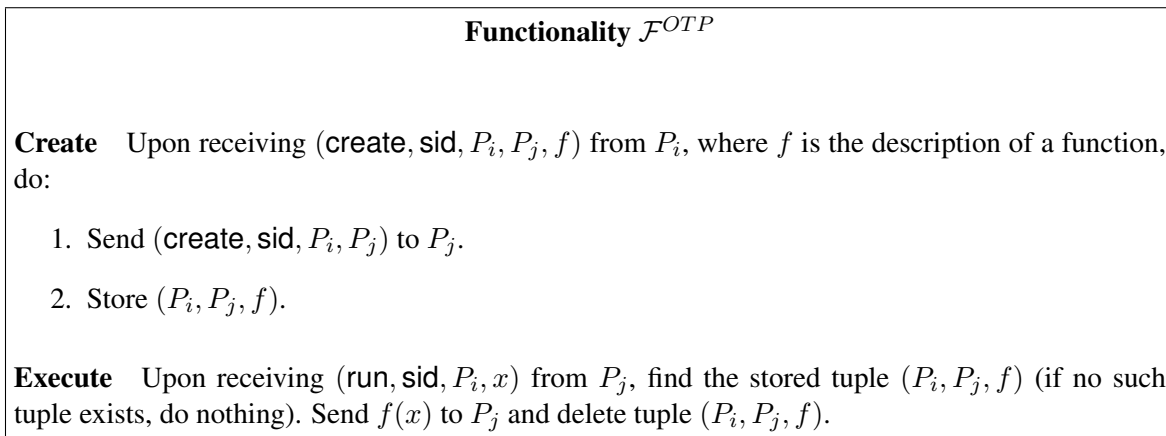 Functionality $\mathcal{F}^{OTP}$
Create Upon receiving (create, sid, $P_i$, $P_j$, $f$) from $P_i$, where $f$ is the description of a function,
do:
1. Send (create, sid, $P_i$, $P_j$) to $P_j$.
2. Store ($P_i$, $P_j$, $f$).
Execute Upon receiving (run, sid, $P_i$, $x$) from $P_j$, find the stored tuple ($P_i$, $P_j$, $f$) (if no such
tuple exists, do nothing). Send $f(x)$ to $P_j$ and delete tuple ($P_i$, $P_j$, $f$).